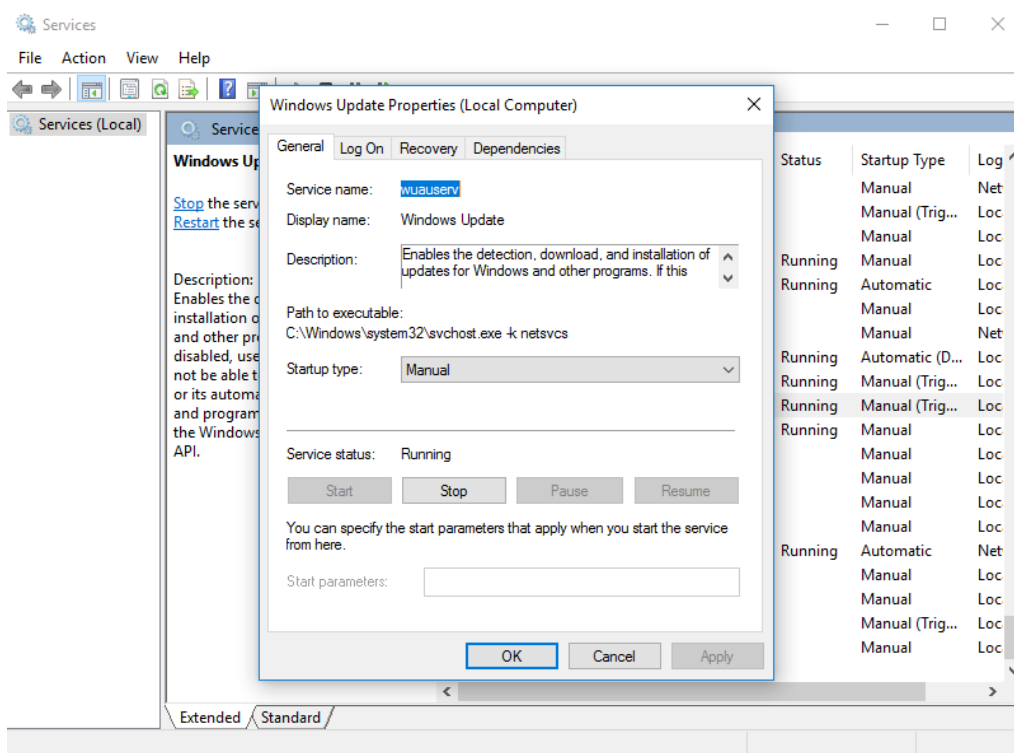 Services
File Action View Help
Services (Local)
Service
Windows Up
Stop the serv
Restart the se
Description:
Enables the d
installation o
and other pro
disabled, use
not be able t
or its automa
and program
the Windows
API.
Status Startup Type Log
Manual Net
Manual (Trig... Loc
Manual Loc
Running Manual Loc
Running Automatic Loc
Manual Loc
Manual Net
Running Automatic (D... Loc
Running Manual (Trig... Loc
Running Manual (Trig... Loc
Running Manual Loc
Manual Loc
Manual Loc
Manual Loc
Manual Loc
Running Automatic Net
Manual Loc
Manual Loc
Manual (Trig... Loc
Manual Loc
Extended Standard
Windows Update Properties (Local Computer)
General Log On Recovery Dependencies
Service name: wuauserv
Display name: Windows Update
Description: Enables the detection, download, and installation of
updates for Windows and other programs. If this
Path to executable:
C:\Windows\system32\svchost.exe -k netsvcs
Startup type: Manual
Service status: Running
Start Stop Pause Resume
You can specify the start parameters that apply when you start the service
from here.
Start parameters:
OK Cancel Apply